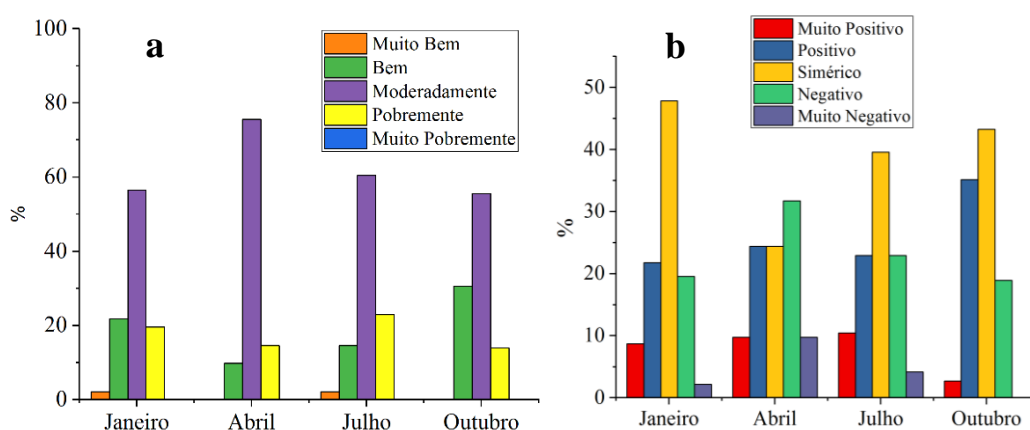 a
100
80
60
40
20
0
%
Muito Bem
Bem
Moderadamente
Pobremente
Muito Pobremente
Janeiro Abril Julho Outubro
b
50
40
30
20
10
0
%
Muito Positivo
Positivo
Simérico
Negativo
Muito Negativo
Janeiro Abril Julho Outubro